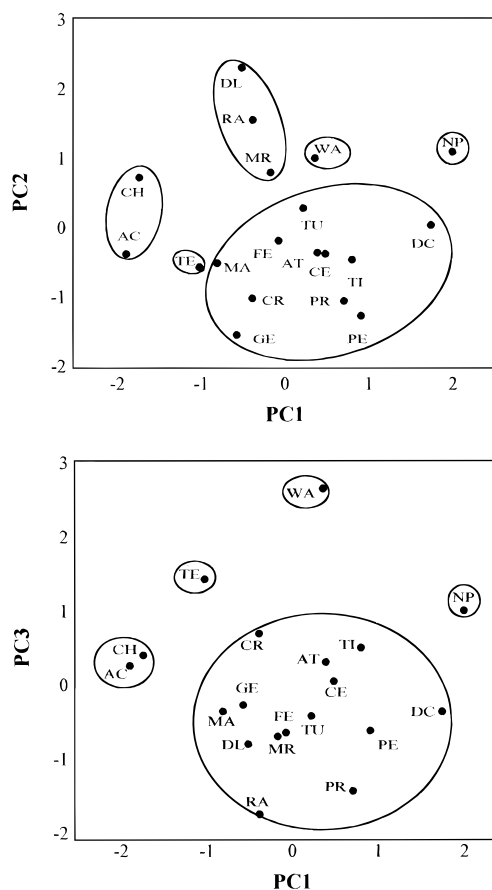 3
DL
2
RA
WA
NP
MR
1
CH
PC2
0
TU
DC
AC
FE
TE
MA
AT
CE
TI
-1
CR
PR
GE
PE
-2
-2 -1 0 1 2
PC1
3
WA
2
TE
1
NP
CR
AT
TI
CH
AC
PC3
0
CE
GE
MA
FE
TU
DC
DL
MR
PE
-1
RA
PR
-2
-2 -1 0 1 2
PC1